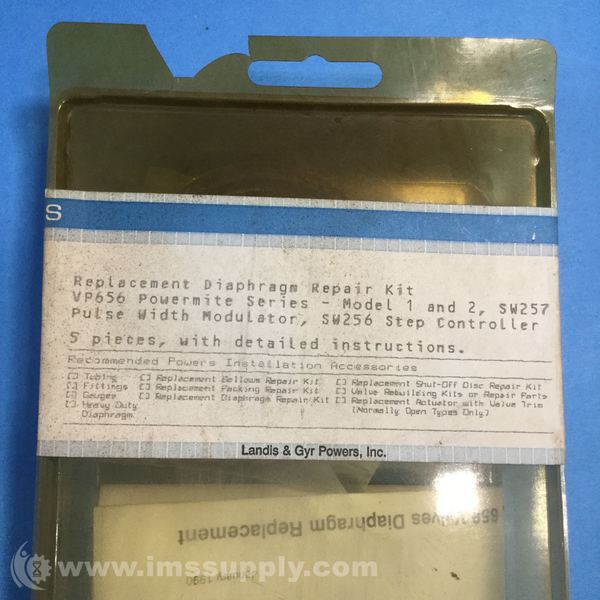 S
Replacement Diaphragm Repair Kit
VP656 Powermite Series - Model 1 and 2, SW257
Pulse Width Modulator, SW256 Step Controller
5 pieces, with detailed instructions.
Recommended Powers Installation Accessories
[] Tubing [] Replacement Bellows Repair Kit [] Replacement Shut-Off Disc Repair Kit
[] Fittings [] Replacement Packing Repair Kit [] Valve Rebuilding Kits or Repair Parts
[] Gauges [] Replacement Diaphragm Repair Kit [] Replacement Actuator with Valve Trim
[] Heavy Duty (Normally Open Types Only)
Diaphragm.
Landis & Gyr Powers, Inc.
656 Valves Diaphragm Replacement
January 1990
© www.imssupply.com